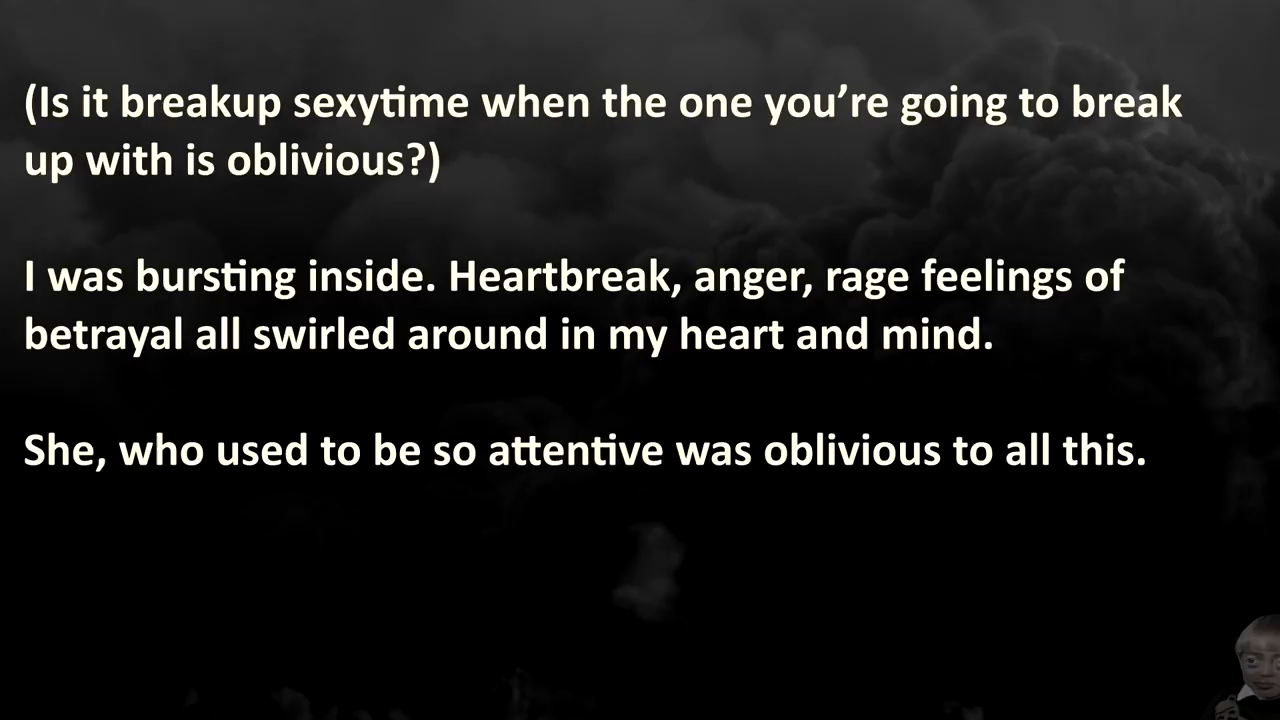 (Is it breakup sexytime when the one you’re going to break
up with is oblivious?)
I was bursting inside. Heartbreak, anger, rage feelings of
betrayal all swirled around in my heart and mind.
She, who used to be so attentive was oblivious to all this.